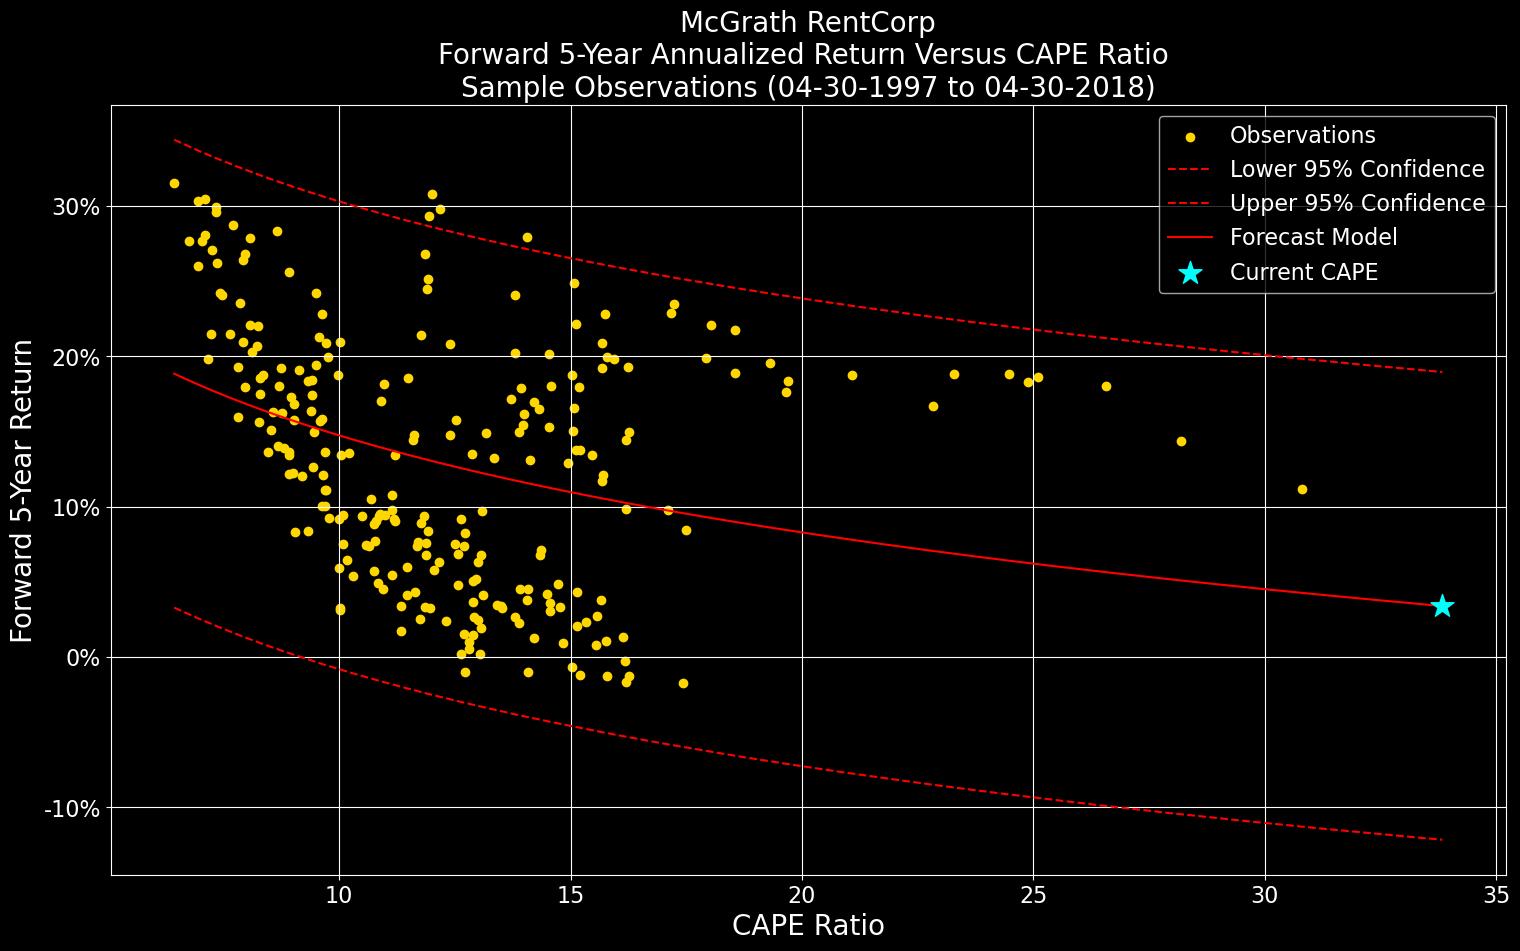 McGrath RentCorp
Forward 5-Year Annualized Return Versus CAPE Ratio
Sample Observations (04-30-1997 to 04-30-2018)
Observations
Lower 95% Confidence
Upper 95% Confidence
Forecast Model
Current CAPE
Forward 5-Year Return
30%
20%
10%
0%
-10%
10
15
20
25
30
35
CAPE Ratio